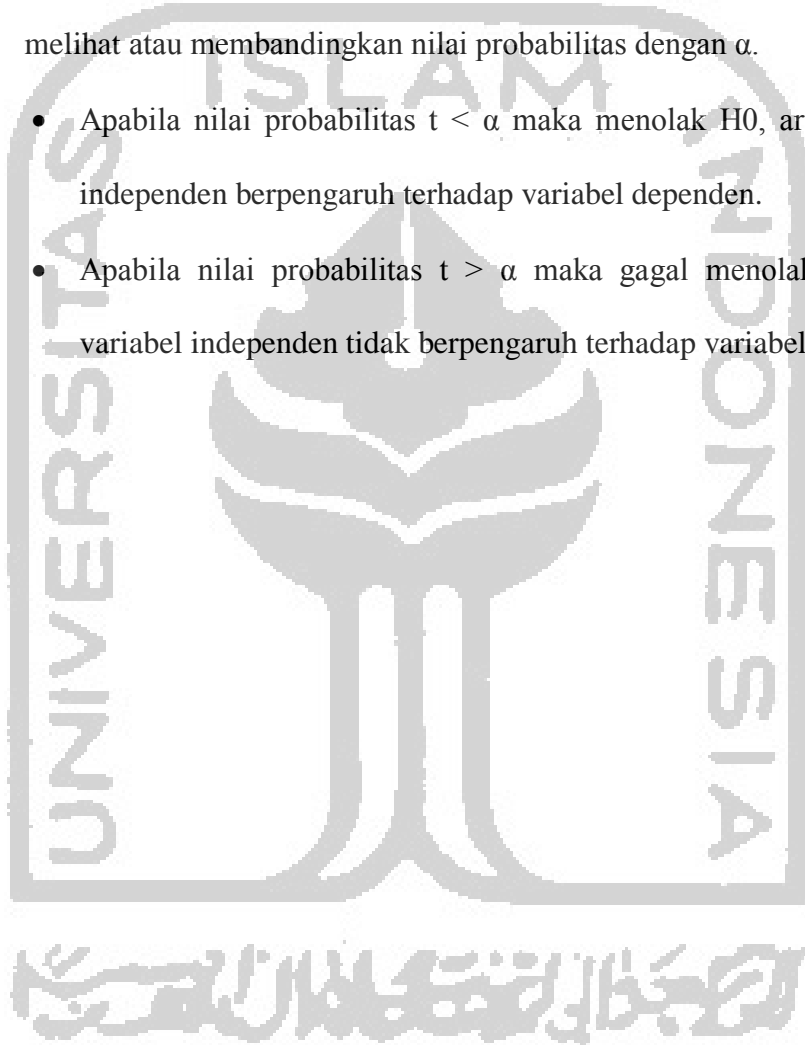 melihat atau membandingkan nilai probabilitas dengan α.
• Apabila nilai probabilitas t < α maka menolak H0, ar
independen berpengaruh terhadap variabel dependen.
• Apabila nilai probabilitas t > α maka gagal menolak
variabel independen tidak berpengaruh terhadap variabel
ISLAM
UNIVERSITAS
INDONESIA